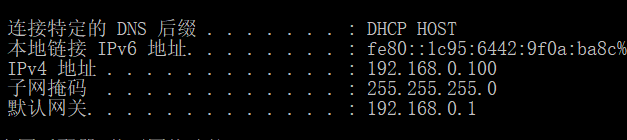 连接特定的 DNS 后缀 . . . . . . . : DHCP HOST
本地链接 IPv6 地址. . . . . . . . : fe80::1c95:6442:9f0a:ba8c%
IPv4 地址 . . . . . . . . . . . . : 192.168.0.100
子网掩码  . . . . . . . . . . . . : 255.255.255.0
默认网关. . . . . . . . . . . . . : 192.168.0.1